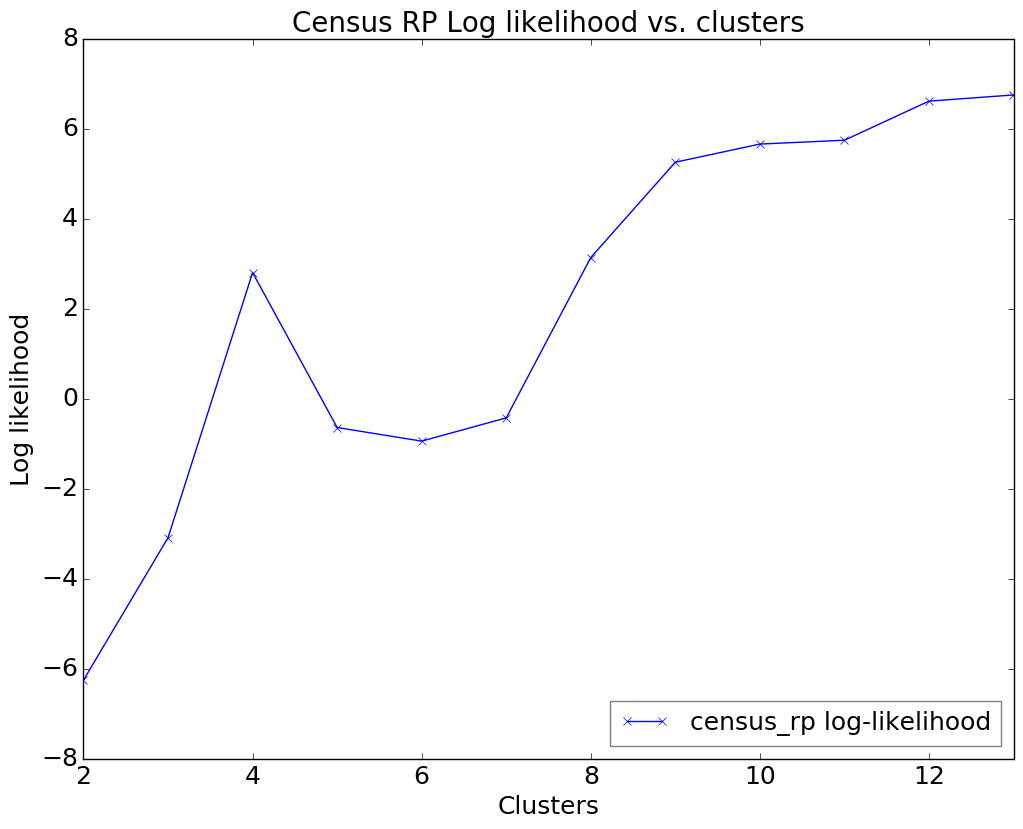 Census RP Log likelihood vs. clusters
8
6
4
2
0
−2
−4
−6
−8
Log likelihood
census_rp log-likelihood
2 4 6 8 10 12
Clusters